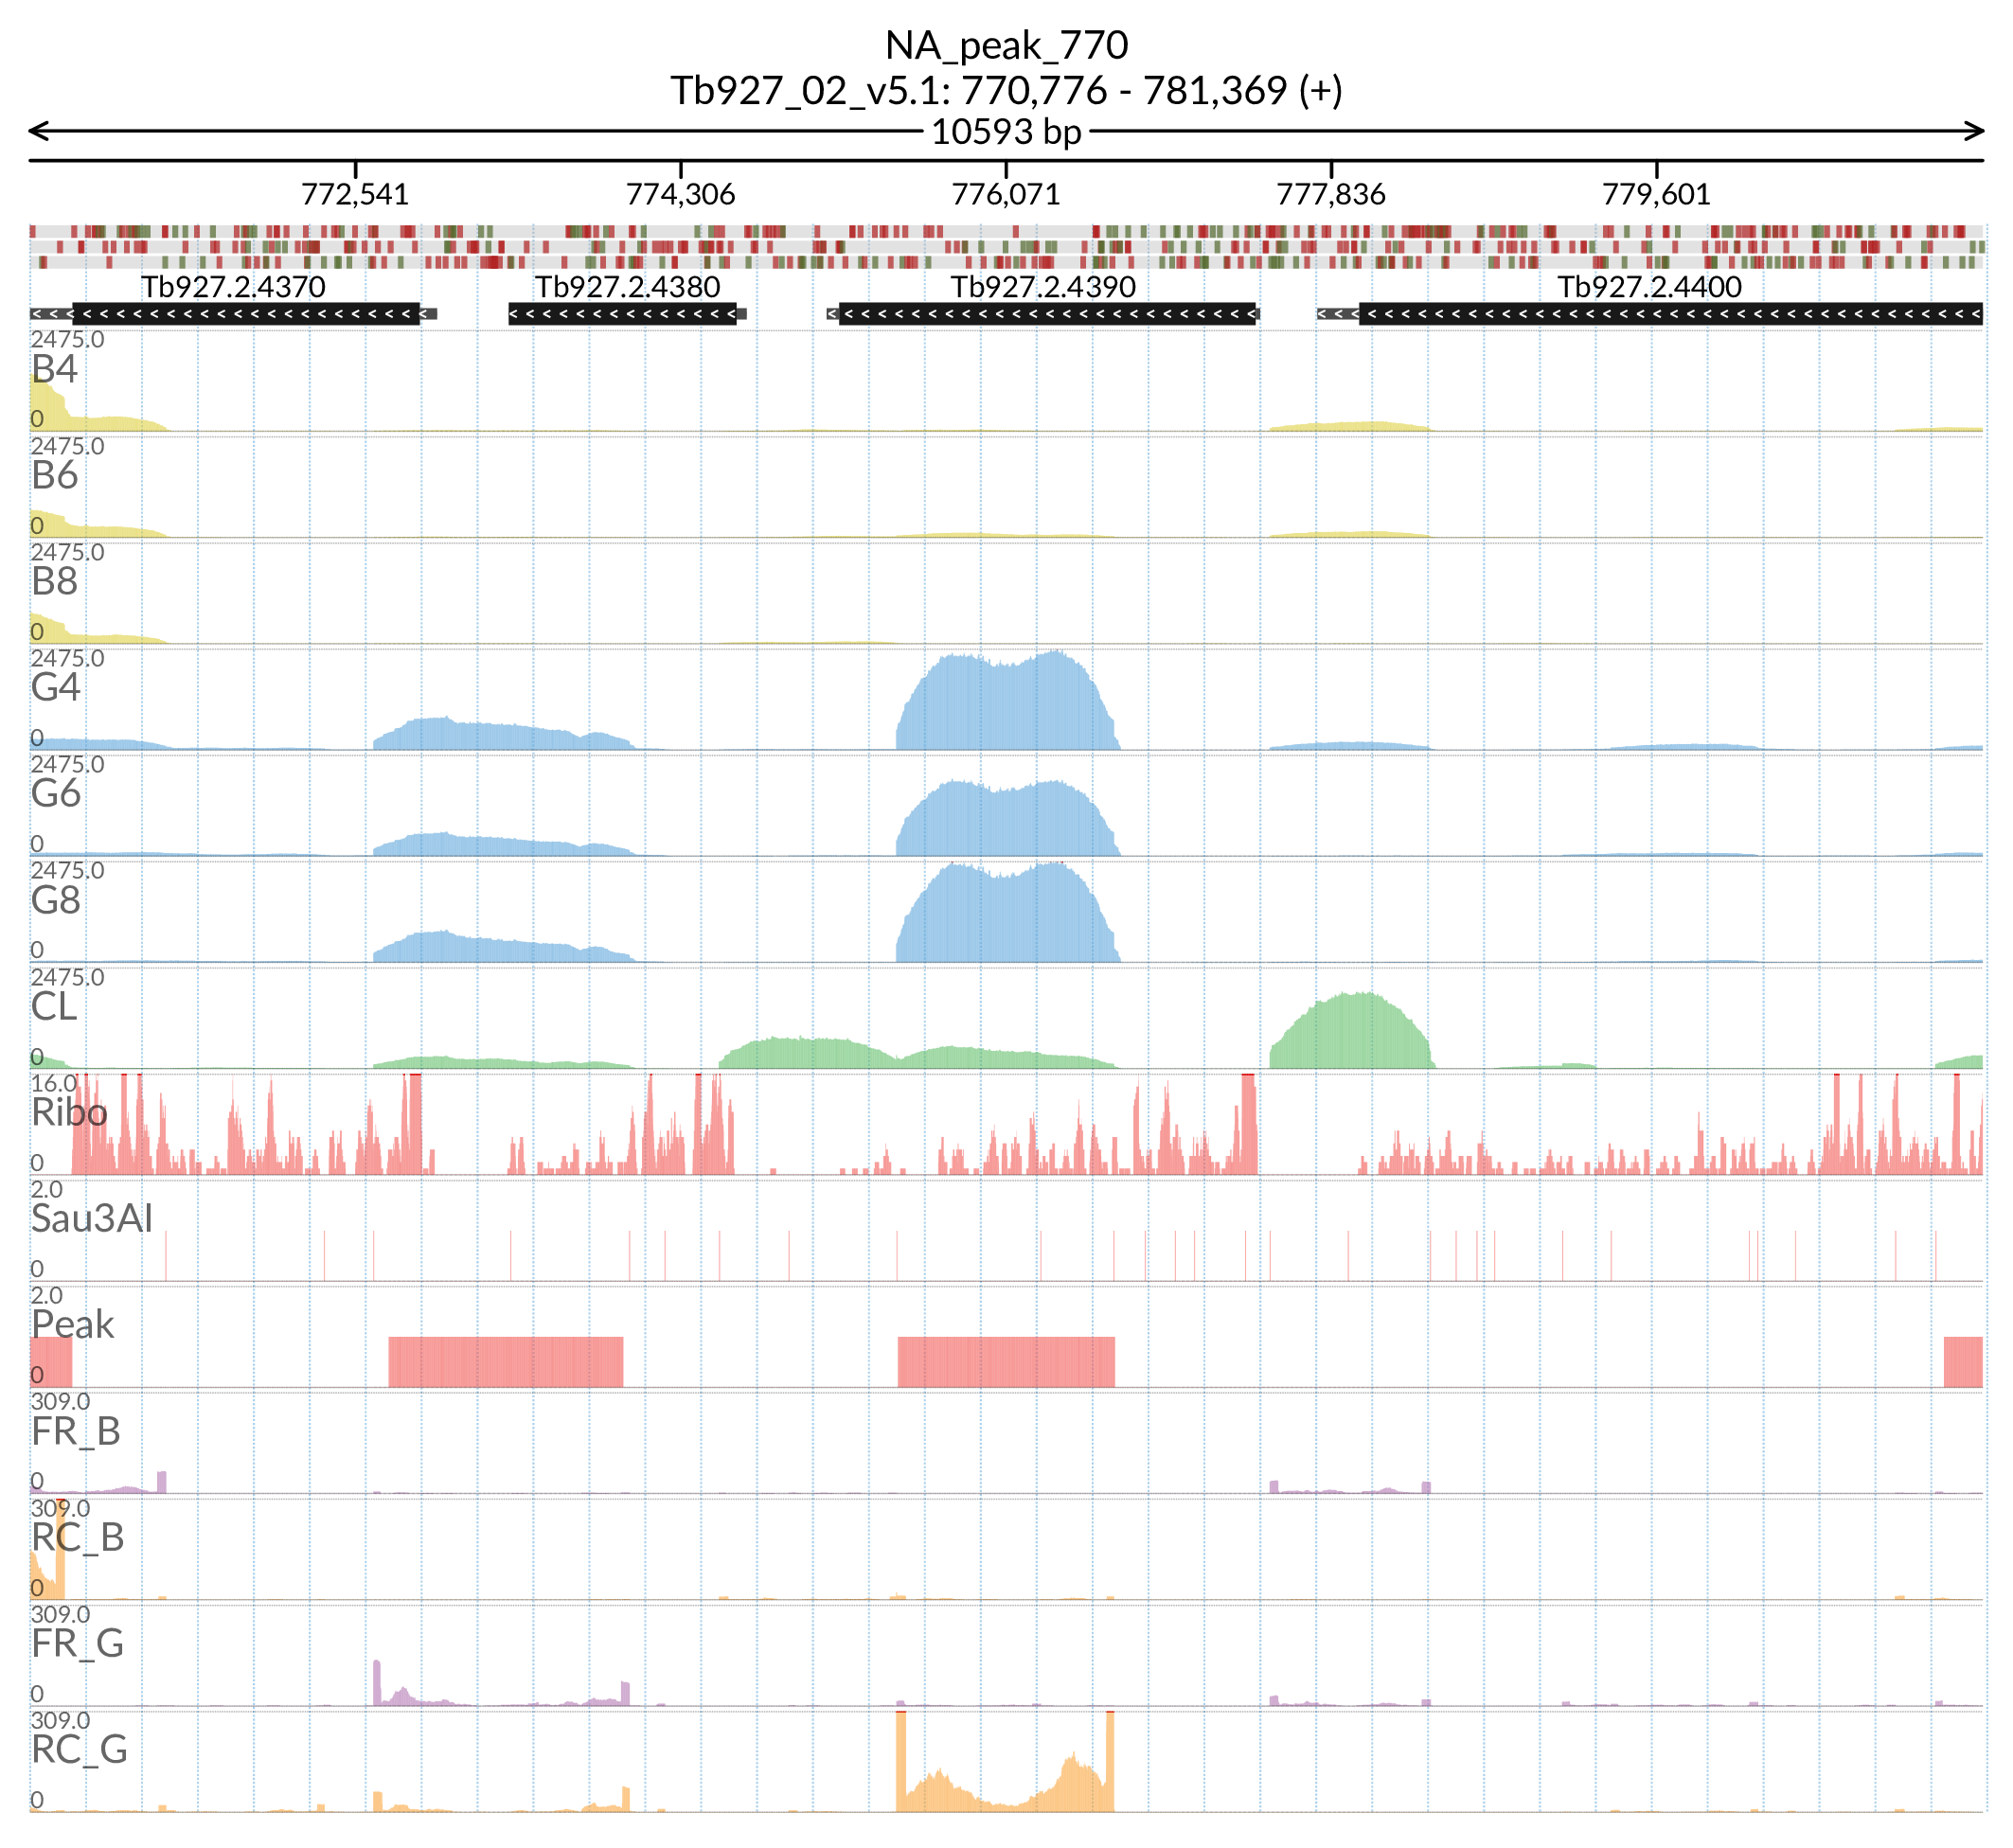 NA_peak_770
Tb927_02_v5.1: 770,776 - 781,369 (+)
10593 bp
772,541 774,306 776,071 777,836 779,601
Tb927.2.4370 Tb927.2.4380 Tb927.2.4390 Tb927.2.4400
2475.0
B4
0
2475.0
B6
0
2475.0
B8
0
2475.0
G4
0
2475.0
G6
0
2475.0
G8
0
2475.0
CL
0
16.0
Ribo
0
2.0
Sau3AI
0
2.0
Peak
0
309.0
FR_B
0
309.0
RC_B
0
309.0
FR_G
0
309.0
RC_G
0